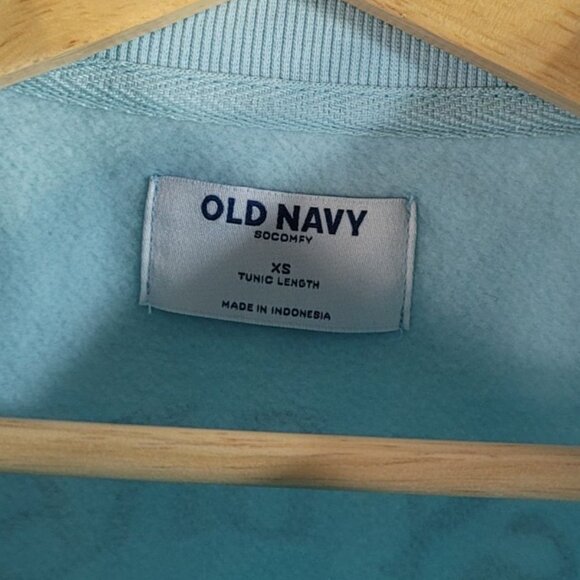 OLD NAVY
SOCOMFY
XS
TUNIC LENGTH
MADE IN INDONESIA